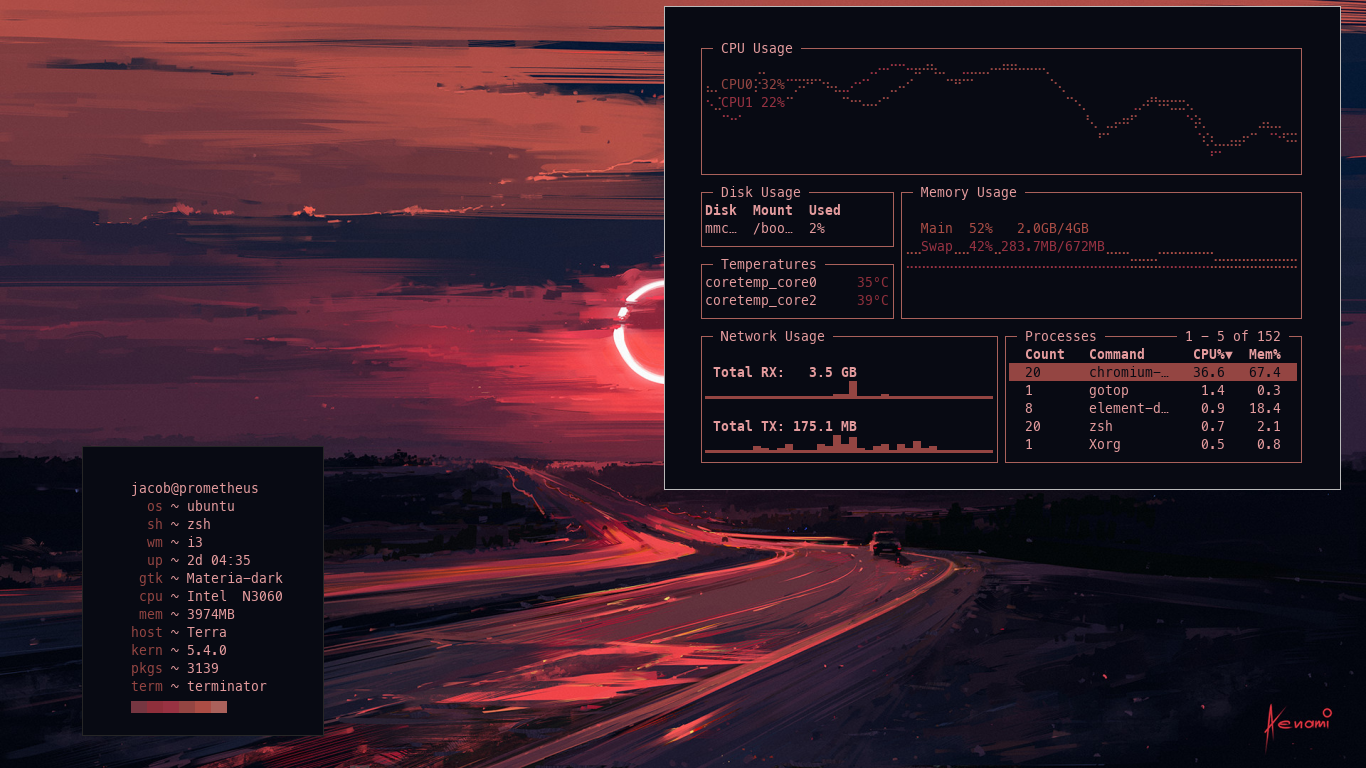 CPU Usage
CPU0 32%
CPU1 22%
Disk Usage
Disk Mount Used
mmc… /boo… 2%
Memory Usage
Main 52% 2.0GB/4GB
Swap 42% 283.7MB/672MB
Temperatures
coretemp_core0 35°C
coretemp_core2 39°C
Network Usage
Total RX: 3.5 GB
Total TX: 175.1 MB
Processes 1 – 5 of 152
Count Command CPU%▼ Mem%
20 chromium–… 36.6 67.4
1 gotop 1.4 0.3
8 element–d… 0.9 18.4
20 zsh 0.7 2.1
1 Xorg 0.5 0.8
jacob@prometheus
os ~ ubuntu
sh ~ zsh
wm ~ i3
up ~ 2d 04:35
gtk ~ Materia–dark
cpu ~ Intel N3060
mem ~ 3974MB
host ~ Terra
kern ~ 5.4.0
pkgs ~ 3139
term ~ terminator
Aenami